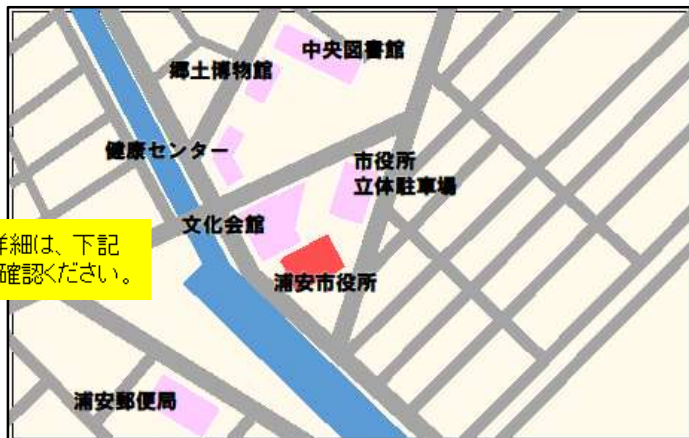 中央図書館
郷土博物館
健康センター
市役所
立体駐車場
文化会館
詳細は、下記
確認ください。
浦安市役所
浦安郵便局